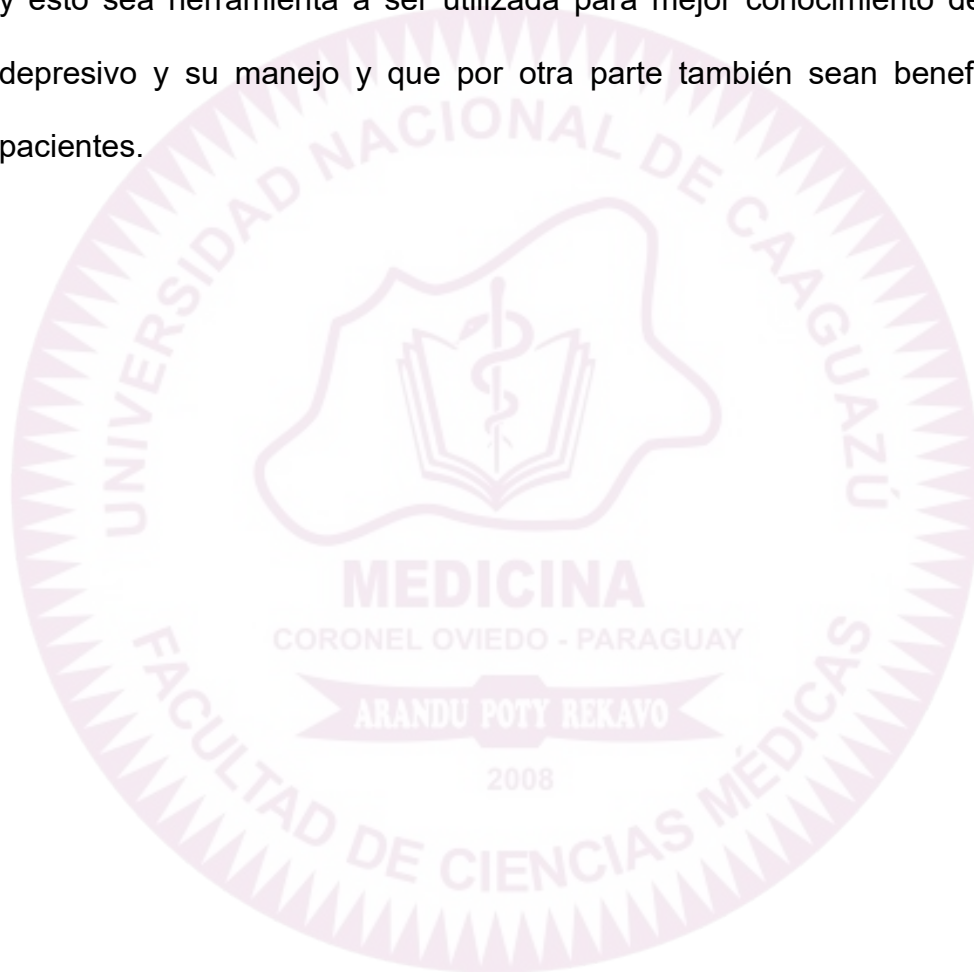 y esto sea herramienta a ser utilizada para mejor conocimiento de
depresivo y su manejo y que por otra parte también sean benef
pacientes.
UNIVERSIDAD NACIONAL DE CAAGUAZÚ
MEDICINA
CORONEL OVIEDO - PARAGUAY
ARANDU POTY REKAVO
2008
FACULTAD DE CIENCIAS MÉDICAS